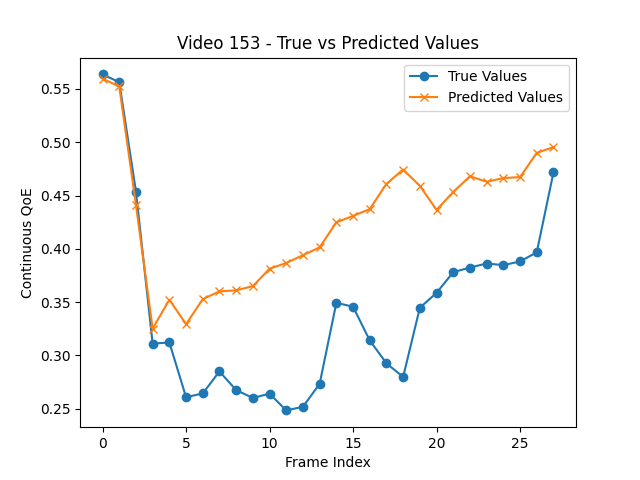 Video 153 - True vs Predicted Values
True Values
Predicted Values
Continuous QoE
0.55
0.50
0.45
0.40
0.35
0.30
0.25
0 5 10 15 20 25
Frame Index